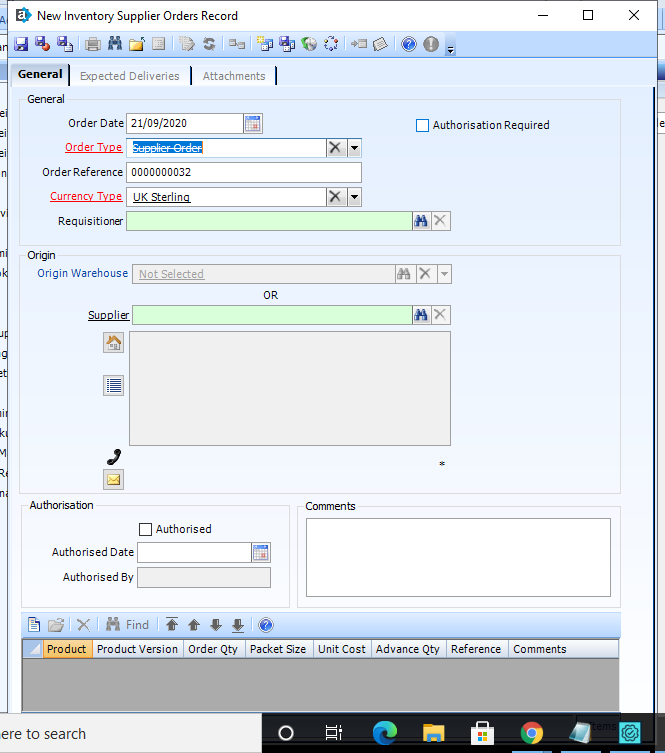 New Inventory Supplier Orders Record
General Expected Deliveries Attachments
General
Order Date 21/09/2020
Authorisation Required
Order Type Supplier Order
Order Reference 0000000032
Currency Type UK Sterling
Requisitioner
Origin
Origin Warehouse Not Selected
OR
Supplier
*
Authorisation
Comments
Authorised
Authorised Date
Authorised By
Find
Product Product Version Order Qty Packet Size Unit Cost Advance Qty Reference Comments
ere to search